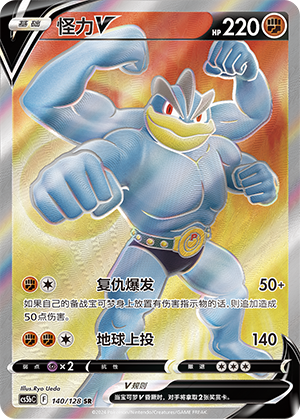 基础
怪力V
HP 220
复仇爆发 50+
如果自己的备战宝可梦身上放置有伤害指示物的话,则追加造成
50点伤害。
地球上投 140
弱点 ×2 抗性 撤退
V规则
当宝可梦V昏厥时,对手将拿取2张奖赏卡。
Illus.Ryo Ueda
cs5bC F 140/128 SR